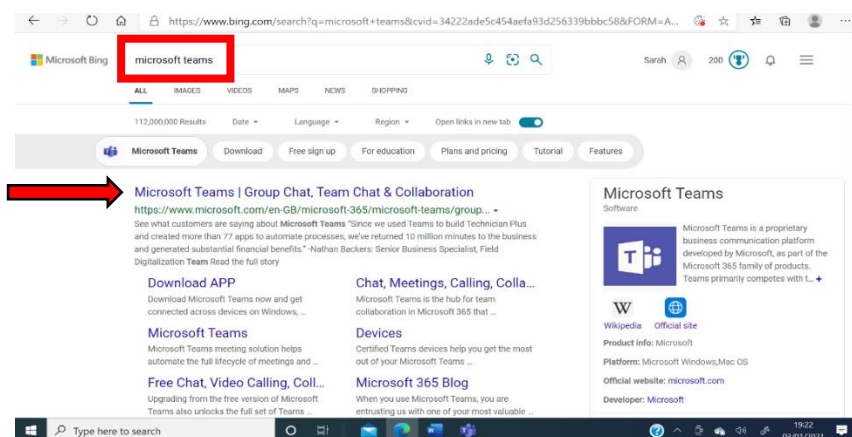 https://www.bing.com/search?q=microsoft+teams&cvid=34222ade5c454aefa93d256339bbbc58&FORM=A...
Microsoft Bing
microsoft teams
Sarah
200
ALL IMAGES VIDEOS MAPS NEWS SHOPPING
112,000,000 Results Date Language Region Open links in new tab
Microsoft Teams Download Free sign up For education Plans and pricing Tutorial Features
Microsoft Teams | Group Chat, Team Chat & Collaboration
https://www.microsoft.com/en-GB/microsoft-365/microsoft-teams/group...
See what customers are saying about Microsoft Teams "Since we used Teams to build Technician Plus
and created more than 77 apps to automate processes, we've returned 10 million minutes to the business
and generated substantial financial benefits." -Nathan Backers: Senior Business Specialist, Field
Digitalization Team Read the full story
Download APP
Download Microsoft Teams now and get
connected across devices on Windows, ...
Chat, Meetings, Calling, Colla...
Microsoft Teams is the hub for team
collaboration in Microsoft 365 that ...
Microsoft Teams
Microsoft Teams meeting solution helps
automate the full lifecycle of meetings and ...
Devices
Certified Teams devices help you get the most
out of your Microsoft Teams ...
Free Chat, Video Calling, Coll...
Upgrading from the free version of Microsoft
Teams also unlocks the full set of Teams ...
Microsoft 365 Blog
When you use Microsoft Teams, you are
entrusting us with one of your most valuable ...
Microsoft Teams
Software
Microsoft Teams is a proprietary
business communication platform
developed by Microsoft, as part of the
Microsoft 365 family of products.
Teams primarily competes with t...
W
Wikipedia Official site
Product info: Microsoft
Platform: Microsoft Windows,Mac OS
Official website: microsoft.com
Developer: Microsoft
Type here to search
19:22
03/01/2021